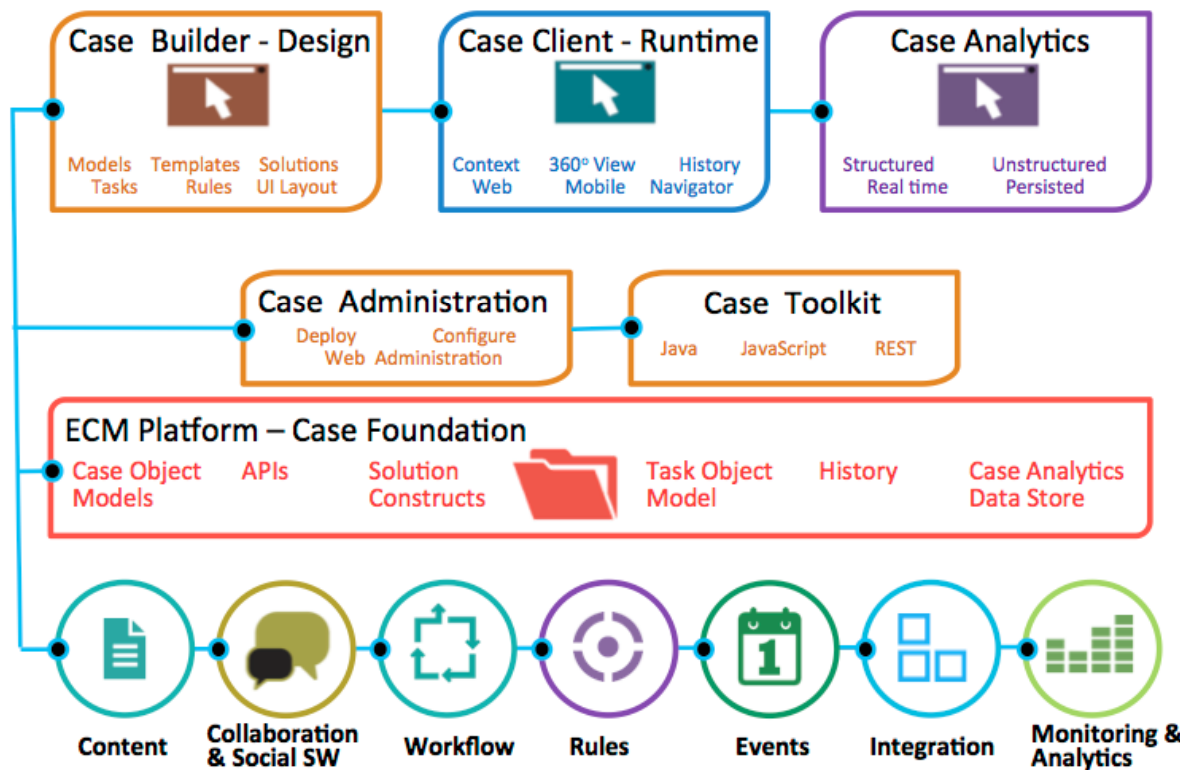 Case Builder - Design
Models Templates Solutions
Tasks Rules UI Layout
Case Client - Runtime
Context 360° View History
Web Mobile Navigator
Case Analytics
Structured Unstructured
Real time Persisted
Case Administration
Deploy Configure
Web Administration
Case Toolkit
Java JavaScript REST
ECM Platform – Case Foundation
Case Object
Models
APIs
Solution
Constructs
Task Object
Model
History
Case Analytics
Data Store
1
Content
Collaboration
& Social SW
Workflow
Rules
Events
Integration
Monitoring &
Analytics